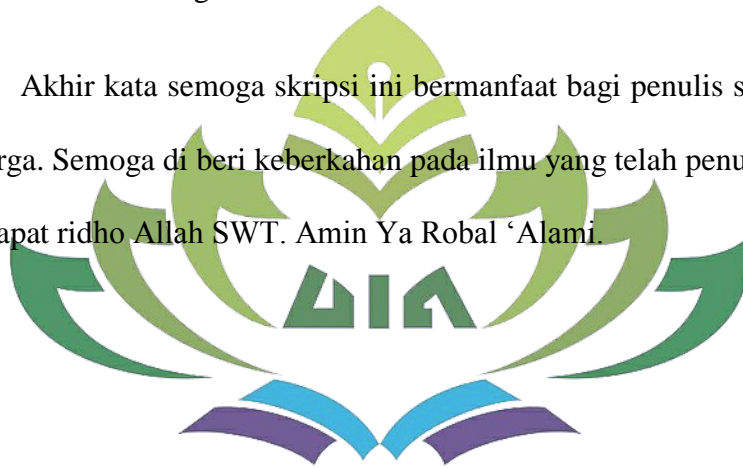 Akhir kata semoga skripsi ini bermanfaat bagi penulis s
rga. Semoga di beri keberkahan pada ilmu yang telah penu
apat ridho Allah SWT. Amin Ya Robal ‘Alami.
UIN